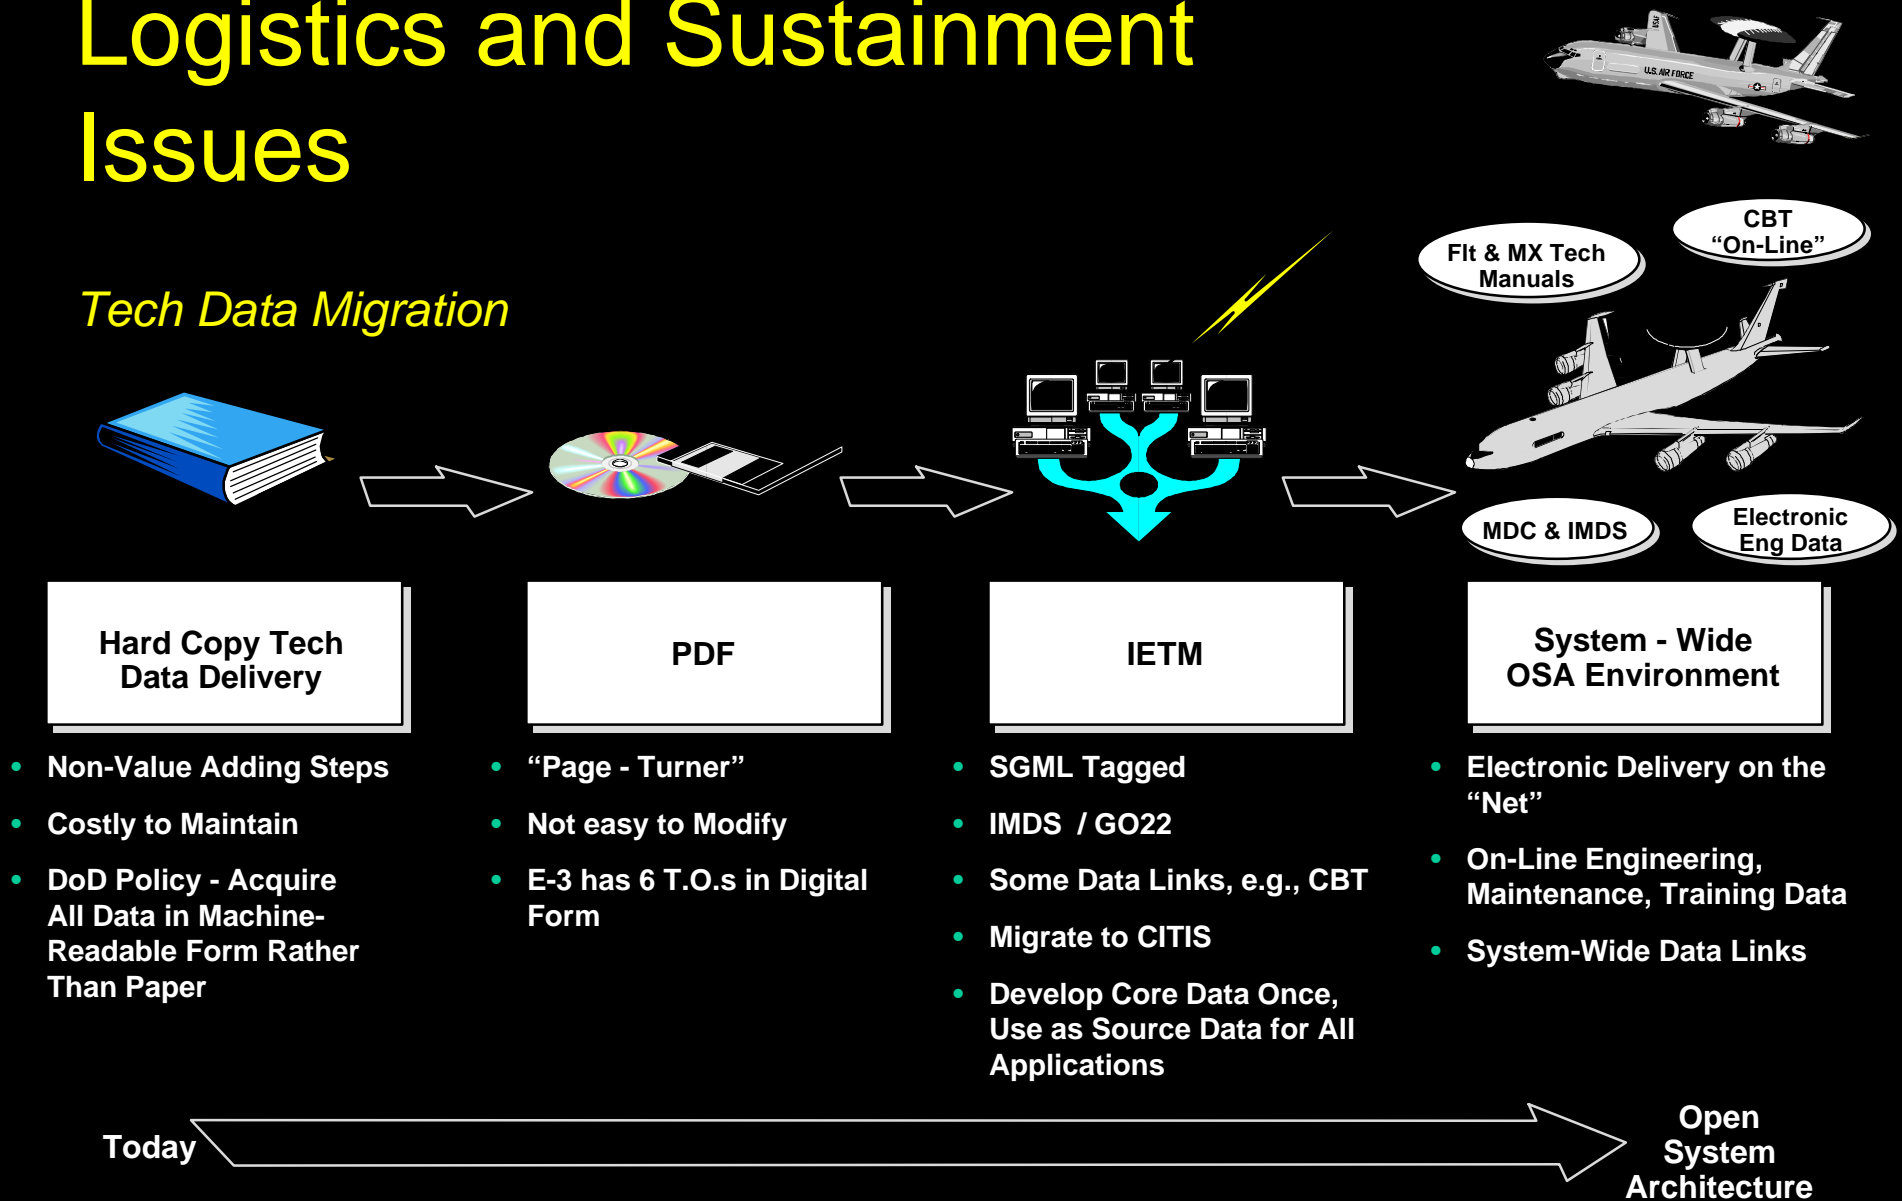 Logistics and Sustainment
Issues
U.S. AIR FORCE
USAF
Tech Data Migration
Flt & MX Tech
Manuals
CBT
“On-Line”
MDC & IMDS
Electronic
Eng Data
Hard Copy Tech
Data Delivery
• Non-Value Adding Steps
• Costly to Maintain
• DoD Policy - Acquire
All Data in Machine-
Readable Form Rather
Than Paper
PDF
• “Page - Turner”
• Not easy to Modify
• E-3 has 6 T.O.s in Digital
Form
IETM
• SGML Tagged
• IMDS / GO22
• Some Data Links, e.g., CBT
• Migrate to CITIS
• Develop Core Data Once,
Use as Source Data for All
Applications
System - Wide
OSA Environment
• Electronic Delivery on the
“Net”
• On-Line Engineering,
Maintenance, Training Data
• System-Wide Data Links
Today
Open
System
Architecture